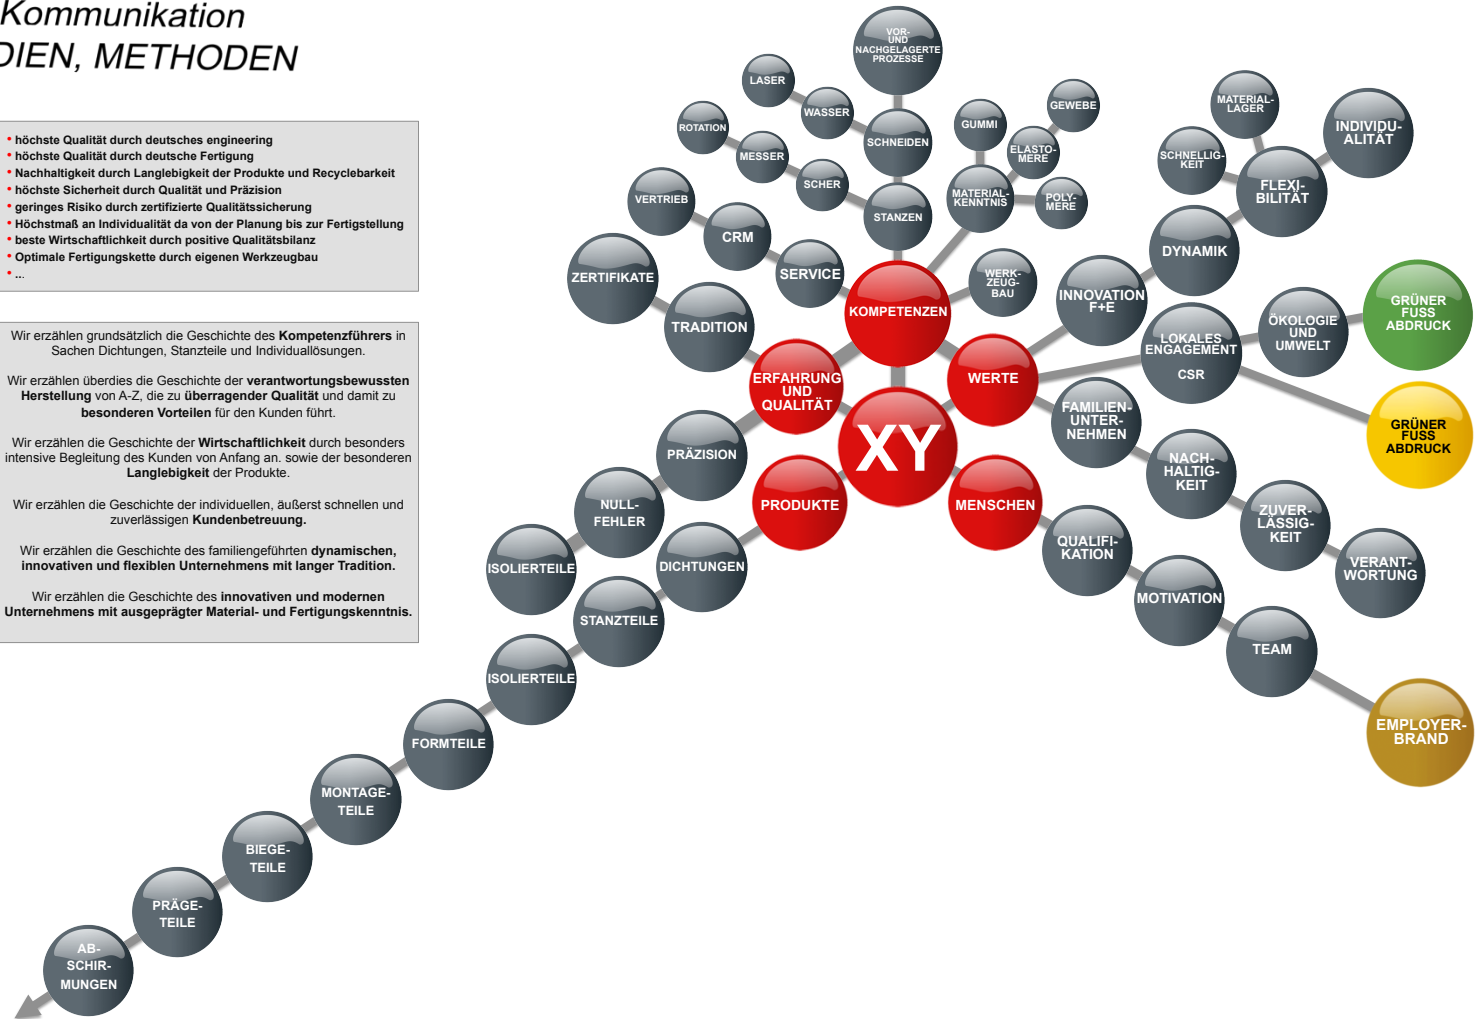 Kommunikation
DIEN, METHODEN
• höchste Qualität durch deutsches engineering
• höchste Qualität durch deutsche Fertigung
• Nachhaltigkeit durch Langlebigkeit der Produkte und Recyclebarkeit
• höchste Sicherheit durch Qualität und Präzision
• geringes Risiko durch zertifizierte Qualitätssicherung
• Höchstmaß an Individualität da von der Planung bis zur Fertigstellung
• beste Wirtschaftlichkeit durch positive Qualitätsbilanz
• Optimale Fertigungskette durch eigenen Werkzeugbau
• ...
Wir erzählen grundsätzlich die Geschichte des Kompetenzführers in
Sachen Dichtungen, Stanzteile und Individuallösungen.
Wir erzählen überdies die Geschichte der verantwortungsbewussten
Herstellung von A-Z, die zu überragender Qualität und damit zu
besonderen Vorteilen für den Kunden führt.
Wir erzählen die Geschichte der Wirtschaftlichkeit durch besonders
intensive Begleitung des Kunden von Anfang an. sowie der besonderen
Langlebigkeit der Produkte.
Wir erzählen die Geschichte der individuellen, äußerst schnellen und
zuverlässigen Kundenbetreuung.
Wir erzählen die Geschichte des familiengeführten dynamischen,
innovativen und flexiblen Unternehmens mit langer Tradition.
Wir erzählen die Geschichte des innovativen und modernen
Unternehmens mit ausgeprägter Material- und Fertigungskenntnis.
VOR-
UND
NACHGELAGERTE
PROZESSE
LASER
WASSER
SCHNEIDEN
ROTATION
MESSER
SCHER
STANZEN
GUMMI
GEWEBE
ELASTO-
MERE
MATERIAL-
KENNTNIS
POLY-
MERE
WERK-
ZEUG-
BAU
VERTRIEB
CRM
SERVICE
KOMPETENZEN
ZERTIFIKATE
TRADITION
ERFAHRUNG
UND
QUALITÄT
MATERIAL-
LAGER
SCHNELLIG-
KEIT
INDIVIDU-
ALITÄT
FLEXI-
BILITÄT
DYNAMIK
INNOVATION
F+E
WERTE
LOKALES
ENGAGEMENT
CSR
ÖKOLOGIE
UND
UMWELT
GRÜNER
FUSS
ABDRUCK
GRÜNER
FUSS
ABDRUCK
FAMILIEN-
UNTER-
NEHMEN
NACH-
HALTIG-
KEIT
ZUVER-
LÄSSIG-
KEIT
VERANT-
WORTUNG
XY
PRÄZISION
NULL-
FEHLER
ISOLIERTEILE
PRODUKTE
MENSCHEN
QUALIFI-
KATION
MOTIVATION
TEAM
EMPLOYER-
BRAND
DICHTUNGEN
STANZTEILE
ISOLIERTEILE
FORMTEILE
MONTAGE-
TEILE
BIEGE-
TEILE
PRÄGE-
TEILE
AB-
SCHIR-
MUNGEN